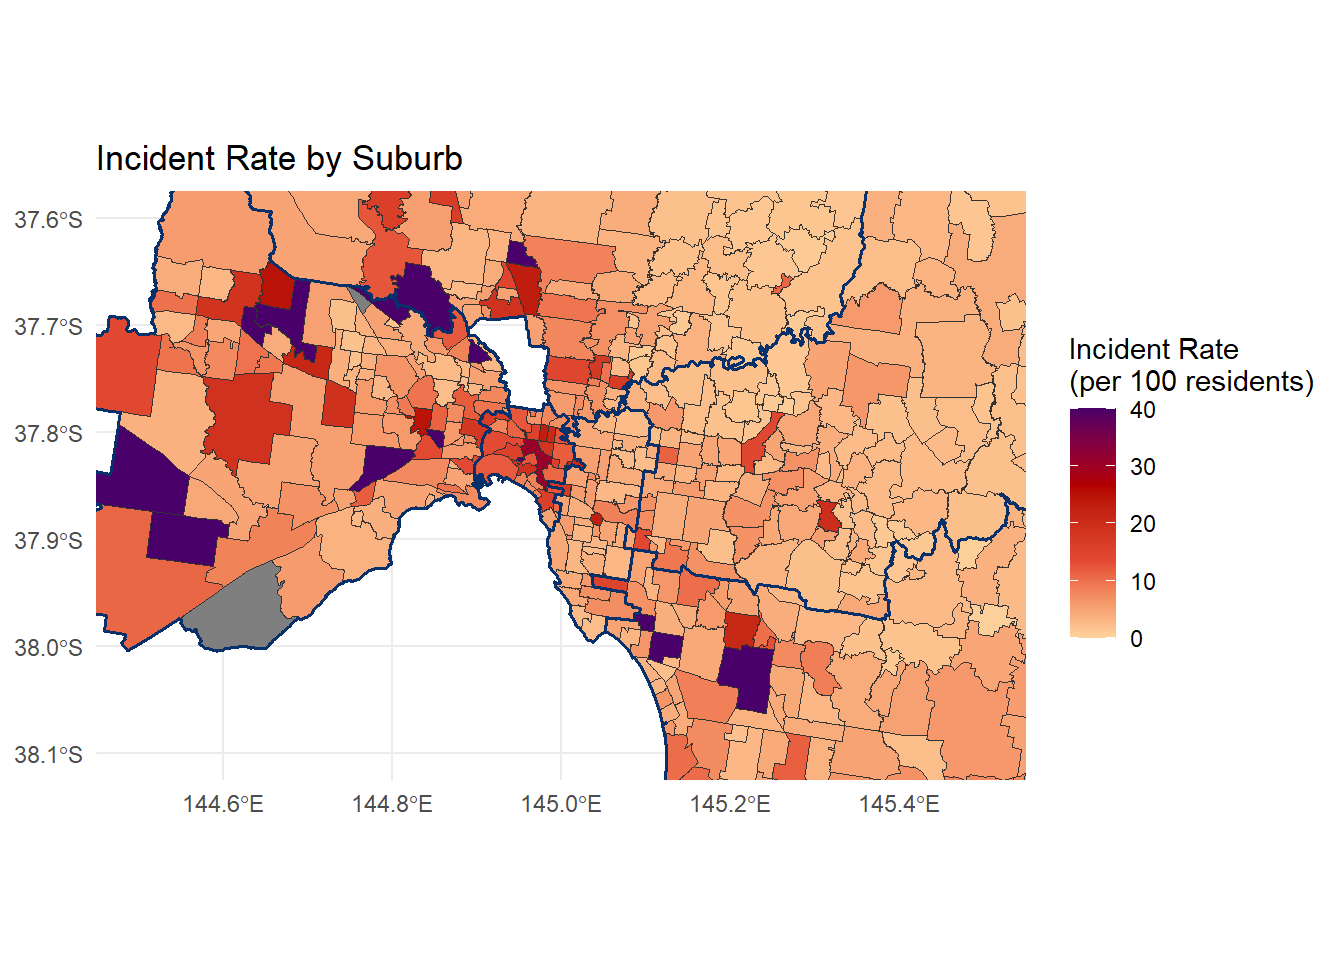 Incident Rate by Suburb
37.6°S
37.7°S
37.8°S
37.9°S
38.0°S
38.1°S
144.6°E
144.8°E
145.0°E
145.2°E
145.4°E
Incident Rate
(per 100 residents)
40
30
20
10
0